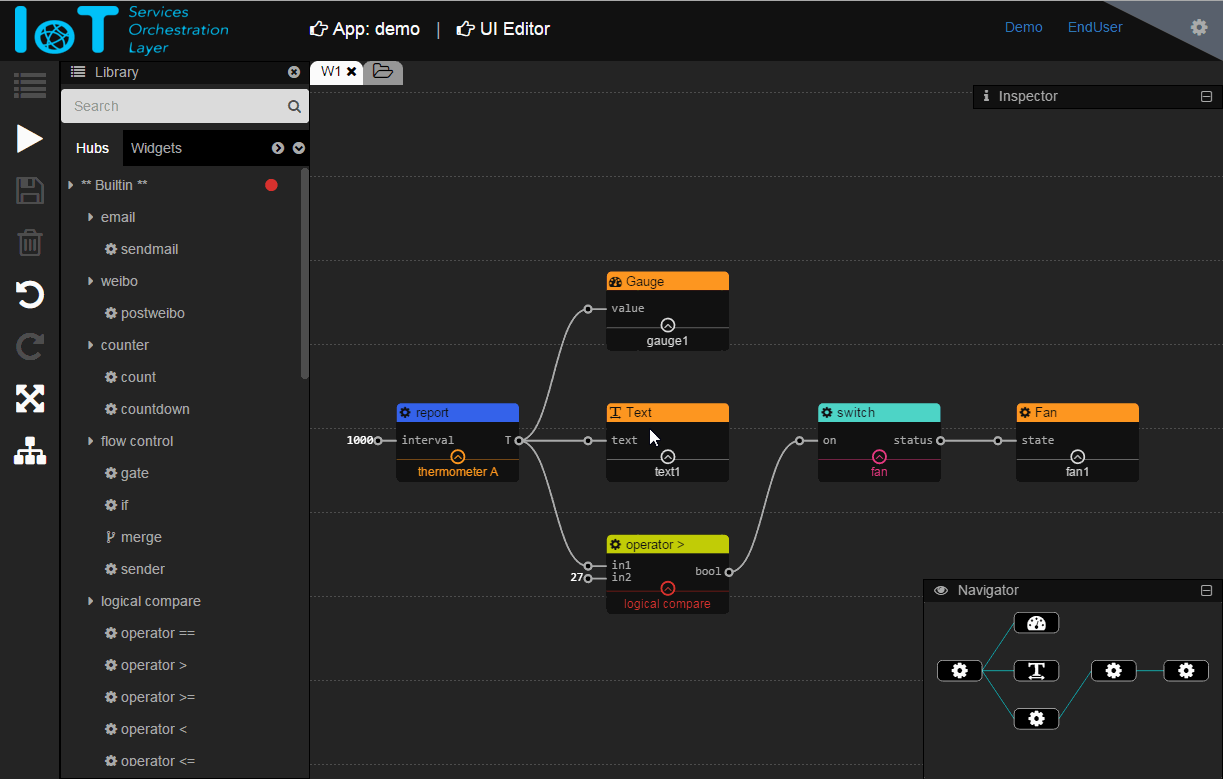 IoT Services
Orchestration
Layer
App: demo | UI Editor
Demo EndUser
Library
Search
Hubs Widgets
** Builtin **
email
sendmail
weibo
postweibo
counter
count
countdown
flow control
gate
if
merge
sender
logical compare
operator ==
operator >
operator >=
operator <
operator <=
W1
Inspector
Gauge
value
gauge1
report
1000 interval T
thermometer A
Text
text
text1
switch
on status
fan
Fan
state
fan1
operator >
in1
27 in2 bool
logical compare
Navigator